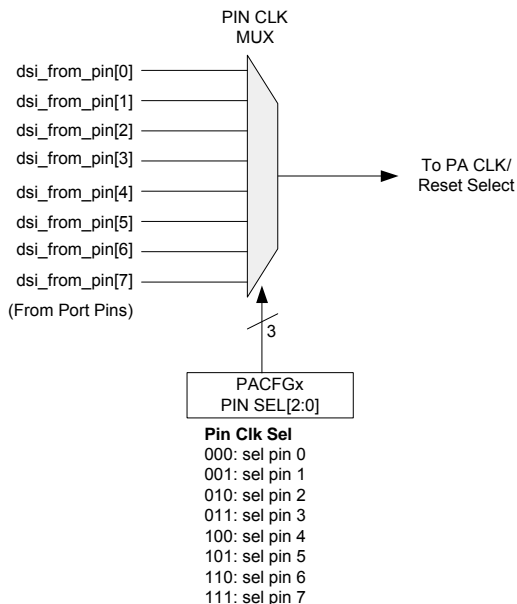 PIN CLK
MUX
dsi_from_pin[0]
dsi_from_pin[1]
dsi_from_pin[2]
dsi_from_pin[3]
dsi_from_pin[4]
dsi_from_pin[5]
dsi_from_pin[6]
dsi_from_pin[7]
(From Port Pins)
To PA CLK/
Reset Select
3
PACFGx
PIN SEL[2:0]
Pin Clk Sel
000: sel pin 0
001: sel pin 1
010: sel pin 2
011: sel pin 3
100: sel pin 4
101: sel pin 5
110: sel pin 6
111: sel pin 7